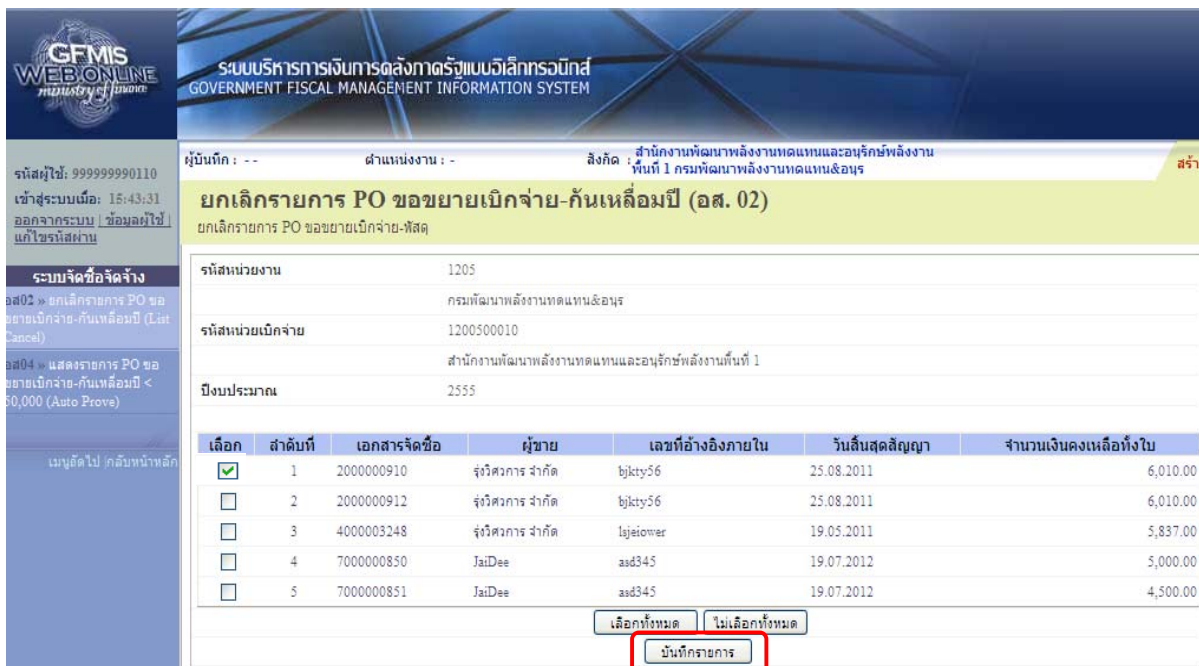 GFMIS
WEB ONLINE
ministry of finance
ระบบบริหารการเงินการคลังภาครัฐแบบอิเล็กทรอนิกส์
GOVERNMENT FISCAL MANAGEMENT INFORMATION SYSTEM
รหัสผู้ใช้: 999999990110
เข้าสู่ระบบเมื่อ: 15:43:31
ออกจากระบบ | ข้อมูลผู้ใช้ |
แก้ไขรหัสผ่าน
ระบบจัดซื้อจัดจ้าง
อส02 » ยกเลิกรายการ PO ขอ
ขยายเบิกจ่าย-กันเหลื่อมปี (List
Cancel)
อส04 » แสดงรายการ PO ขอ
ขยายเบิกจ่าย-กันเหลื่อมปี <
50,000 (Auto Prove)
เมนูถัดไป |กลับหน้าหลัก
ผู้บันทึก : - - ตำแหน่งงาน : - สังกัด : สำนักงานพัฒนาพลังงานทดแทนและอนุรักษ์พลังงาน
พื้นที่ 1 กรมพัฒนาพลังงานทดแทน&อนุร
สร้า
ยกเลิกรายการ PO ขอขยายเบิกจ่าย-กันเหลื่อมปี (อส. 02)
ยกเลิกรายการ PO ขอขยายเบิกจ่าย-พัสดุ
รหัสหน่วยงาน 1205
กรมพัฒนาพลังงานทดแทน&อนุร
รหัสหน่วยเบิกจ่าย 1200500010
สำนักงานพัฒนาพลังงานทดแทนและอนุรักษ์พลังงานพื้นที่ 1
ปีงบประมาณ 2555
เลือก ลำดับที่ เอกสารจัดซื้อ ผู้ขาย เลขที่อ้างอิงภายใน วันสิ้นสุดสัญญา จำนวนเงินคงเหลือทั้งใบ
1 2000000910 รุ่งวิศวการ จำกัด bjkty56 25.08.2011 6,010.00
2 2000000912 รุ่งวิศวการ จำกัด bjkty56 25.08.2011 6,010.00
3 4000003248 รุ่งวิศวการ จำกัด lsjeiower 19.05.2011 5,837.00
4 7000000850 JaiDee asd345 19.07.2012 5,000.00
5 7000000851 JaiDee asd345 19.07.2012 4,500.00
เลือกทั้งหมด ไม่เลือกทั้งหมด
บันทึกรายการ